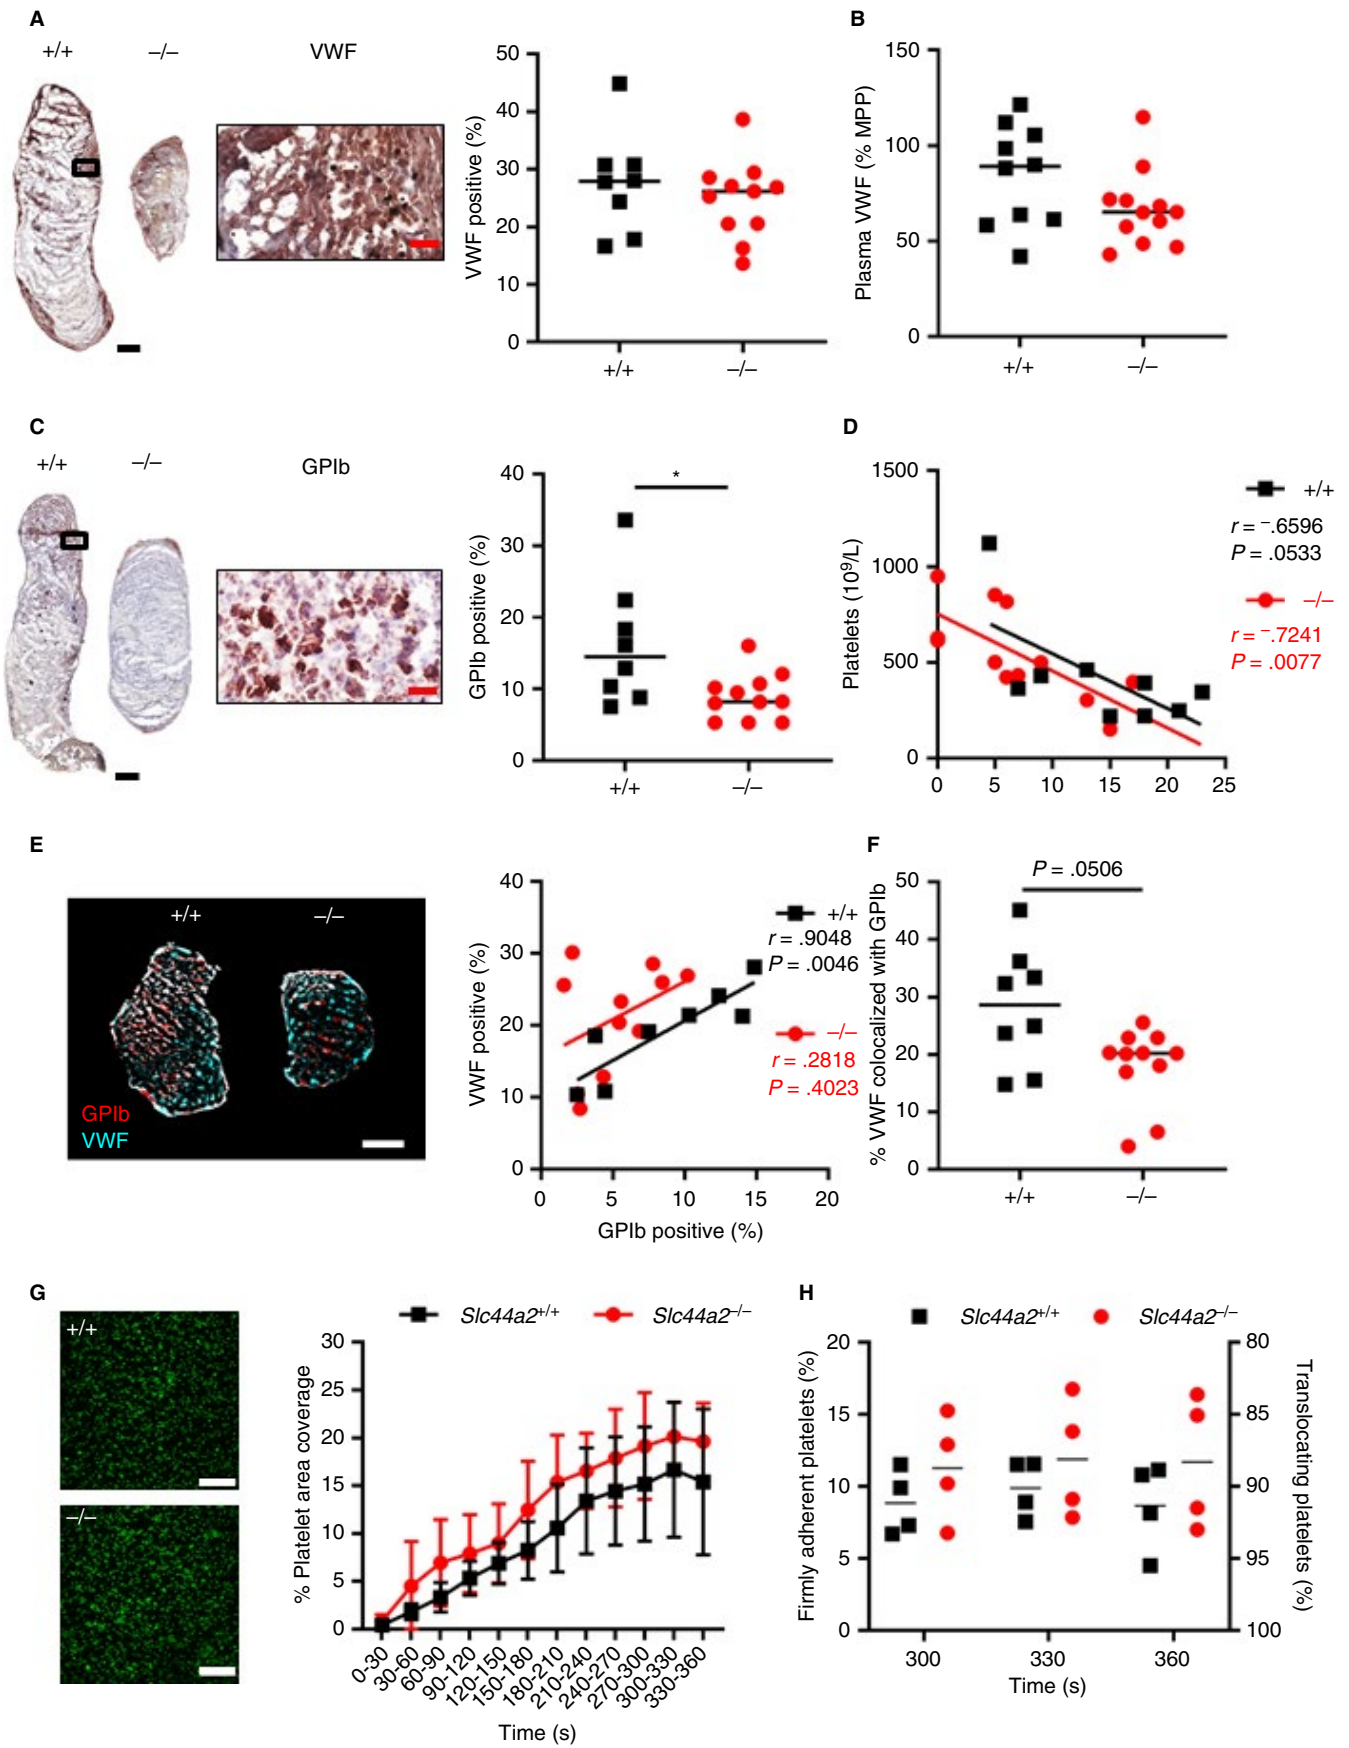 A
+/+
–/–
VWF
VWF positive (%)
50
40
30
20
10
0
+/+
–/–
B
Plasma VWF (% MPP)
150
100
50
0
+/+
–/–
C
+/+
–/–
GPIb
GPIb positive (%)
40
30
20
10
0
*
+/+
–/–
D
Platelets (10⁹/L)
1500
1000
500
0
0 5 10 15 20 25
+/+
r = ⁻.6596
P = .0533
–/–
r = ⁻.7241
P = .0077
E
+/+
–/–
GPIb
VWF
VWF positive (%)
40
30
20
10
0
0 5 10 15 20
GPIb positive (%)
+/+
r = .9048
P = .0046
–/–
r = .2818
P = .4023
F
P = .0506
% VWF colocalized with GPIb
50
40
30
20
10
0
+/+
–/–
G
+/+
–/–
Slc44a2⁺/⁺
Slc44a2⁻/⁻
% Platelet area coverage
30
25
20
15
10
5
0
0-30
30-60
60-90
90-120
120-150
150-180
180-210
210-240
240-270
270-300
300-330
330-360
Time (s)
H
Slc44a2⁺/⁺
Slc44a2⁻/⁻
Firmly adherent platelets (%)
20
15
10
5
0
80
85
90
95
100
Translocating platelets (%)
300 330 360
Time (s)